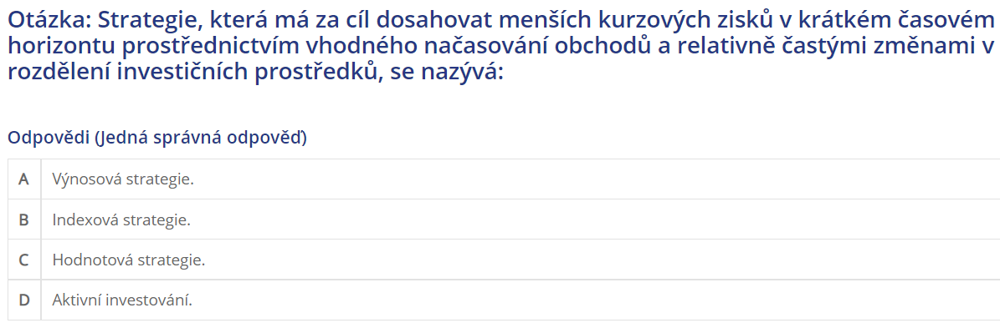 Otázka: Strategie, která má za cíl dosahovat menších kurzových zisků v krátkém časovém
horizontu prostřednictvím vhodného načasování obchodů a relativně častými změnami v
rozdělení investičních prostředků, se nazývá:
Odpovědi (Jedná správná odpověď)
A Výnosová strategie.
B Indexová strategie.
C Hodnotová strategie.
D Aktivní investování.